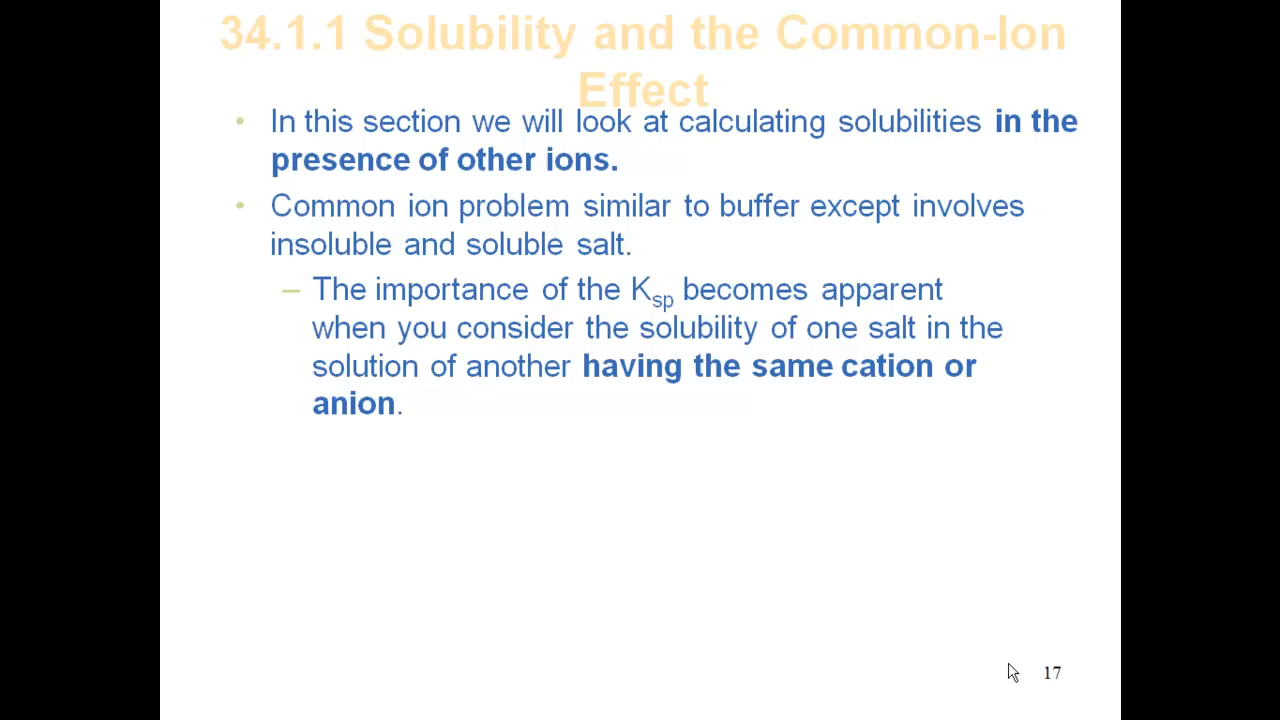 34.1.1 Solubility and the Common-Ion
Effect
• In this section we will look at calculating solubilities in the
presence of other ions.
• Common ion problem similar to buffer except involves
insoluble and soluble salt.
– The importance of the Ksp becomes apparent
when you consider the solubility of one salt in the
solution of another having the same cation or
anion.
17